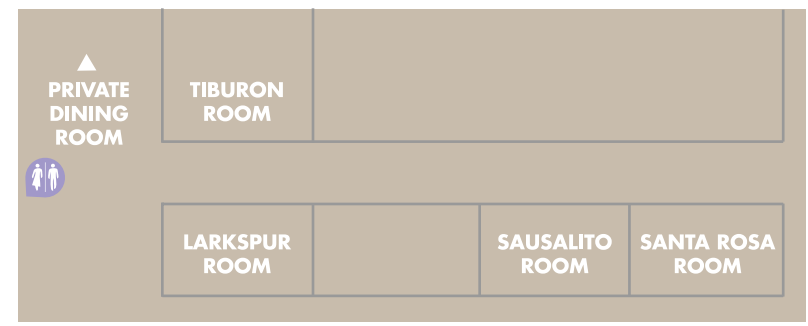 PRIVATE
DINING
ROOM
TIBURON
ROOM
LARKSPUR
ROOM
SAUSALITO
ROOM
SANTA ROSA
ROOM